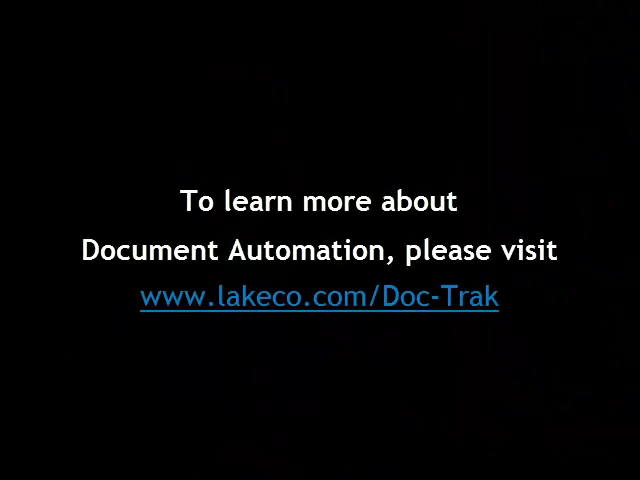 To learn more about
Document Automation, please visit
www.lakeco.com/Doc-Trak